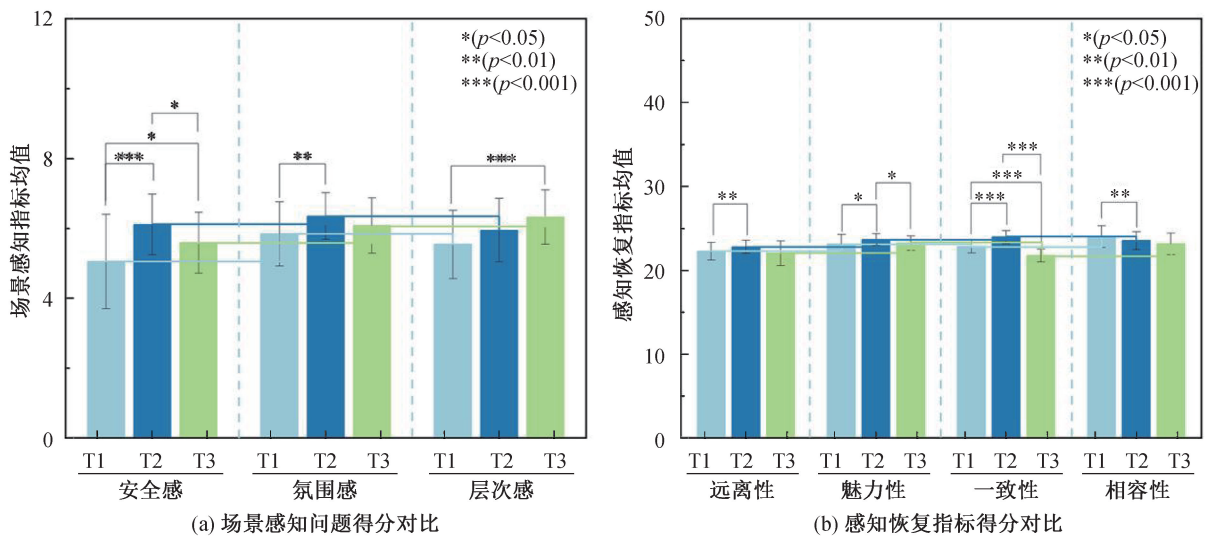 场景感知指标均值
12
8
4
0
*(p<0.05)
**(p<0.01)
***(p<0.001)
*
*
***
**
***
T1 T2 T3 T1 T2 T3 T1 T2 T3
安全感 氛围感 层次感
(a) 场景感知问题得分对比
感知恢复指标均值
50
40
30
20
10
0
*(p<0.05)
**(p<0.01)
***(p<0.001)
***
***
** * * *** **
T1 T2 T3 T1 T2 T3 T1 T2 T3 T1 T2 T3
远离性 魅力性 一致性 相容性
(b) 感知恢复指标得分对比